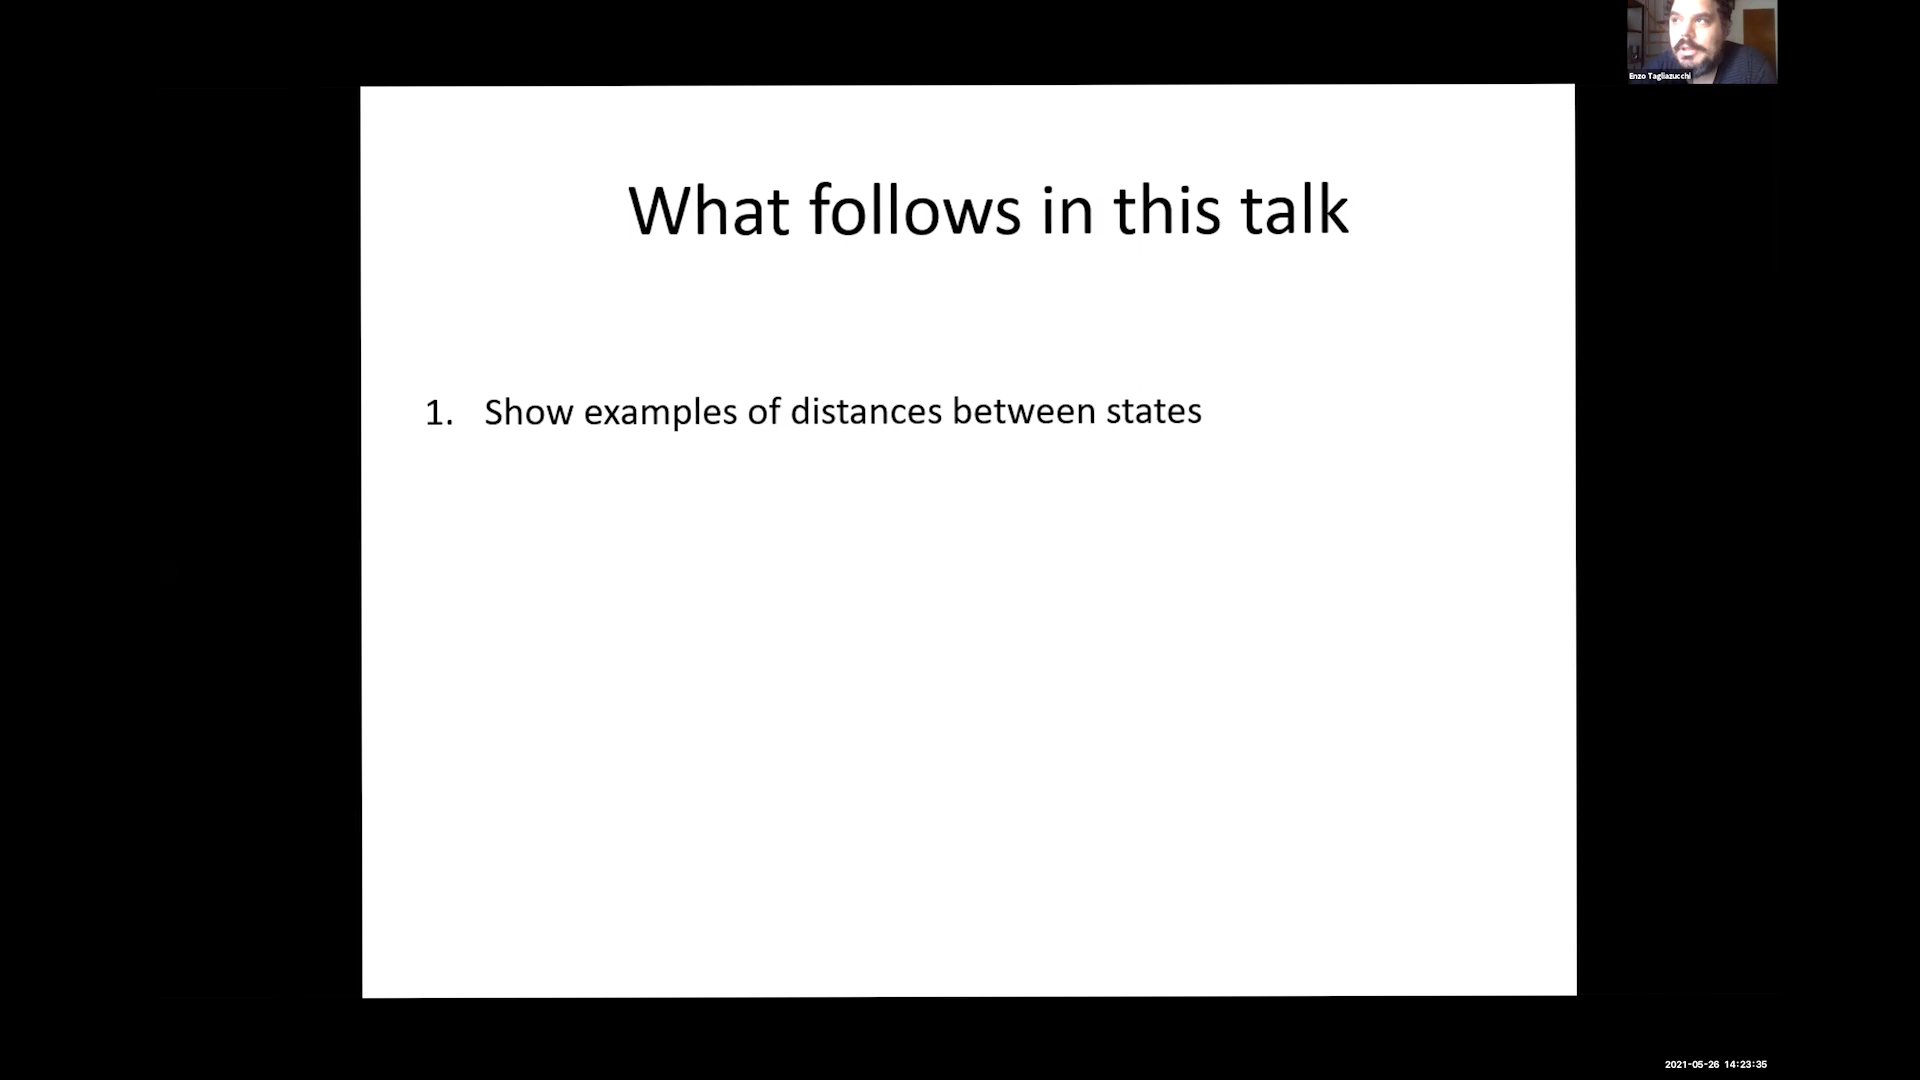 Enzo Tagliazucchi
What follows in this talk
1. Show examples of distances between states
2021-05-26 14:23:35